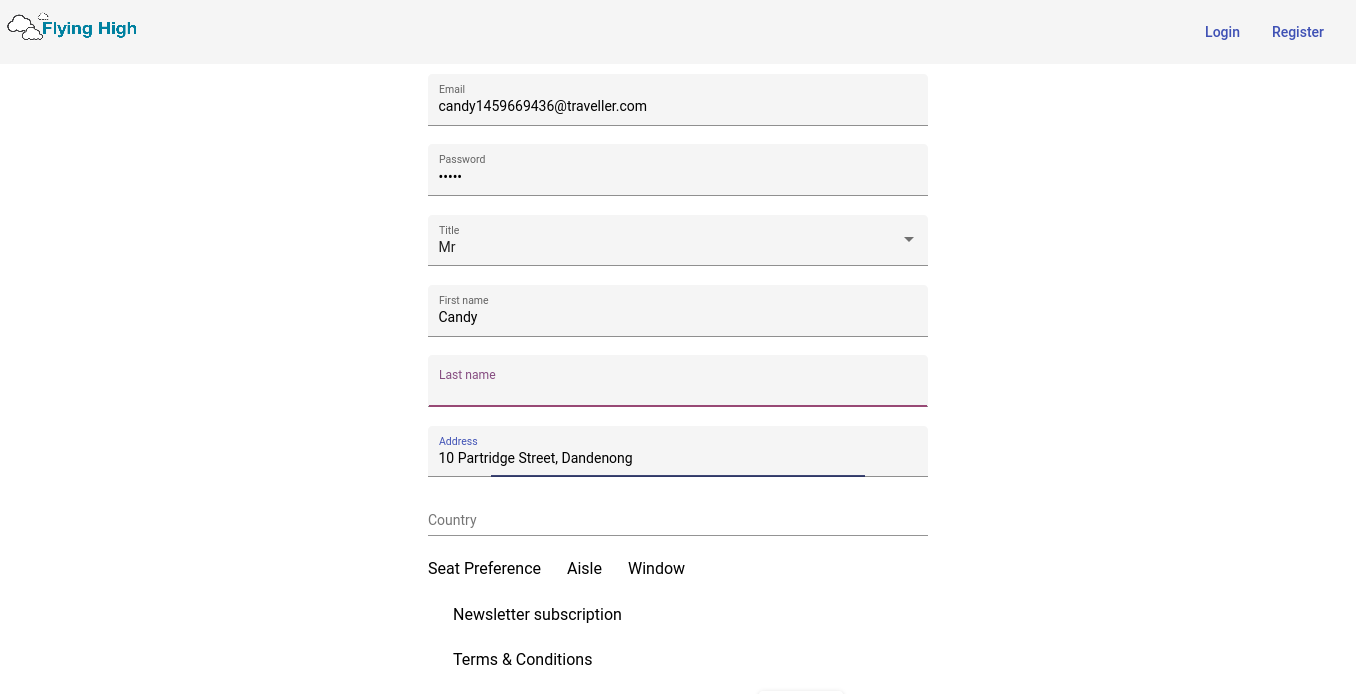 Flying High
Login Register
Email
candy1459669436@traveller.com
Password
•••••
Title
Mr
First name
Candy
Last name
Address
10 Partridge Street, Dandenong
Country
Seat Preference Aisle Window
Newsletter subscription
Terms & Conditions